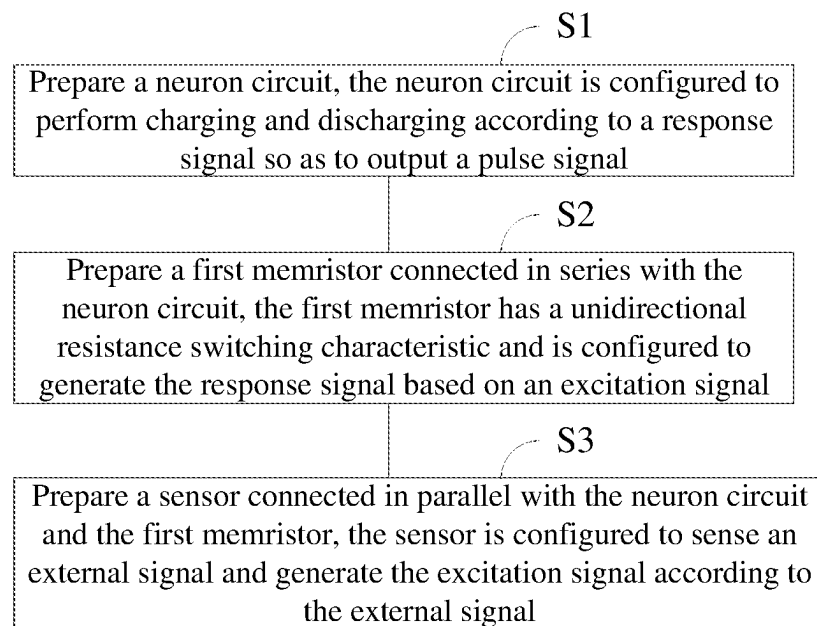 S1
Prepare a neuron circuit, the neuron circuit is configured to
perform charging and discharging according to a response
signal so as to output a pulse signal
S2
Prepare a first memristor connected in series with the
neuron circuit, the first memristor has a unidirectional
resistance switching characteristic and is configured to
generate the response signal based on an excitation signal
S3
Prepare a sensor connected in parallel with the neuron circuit
and the first memristor, the sensor is configured to sense an
external signal and generate the excitation signal according to
the external signal